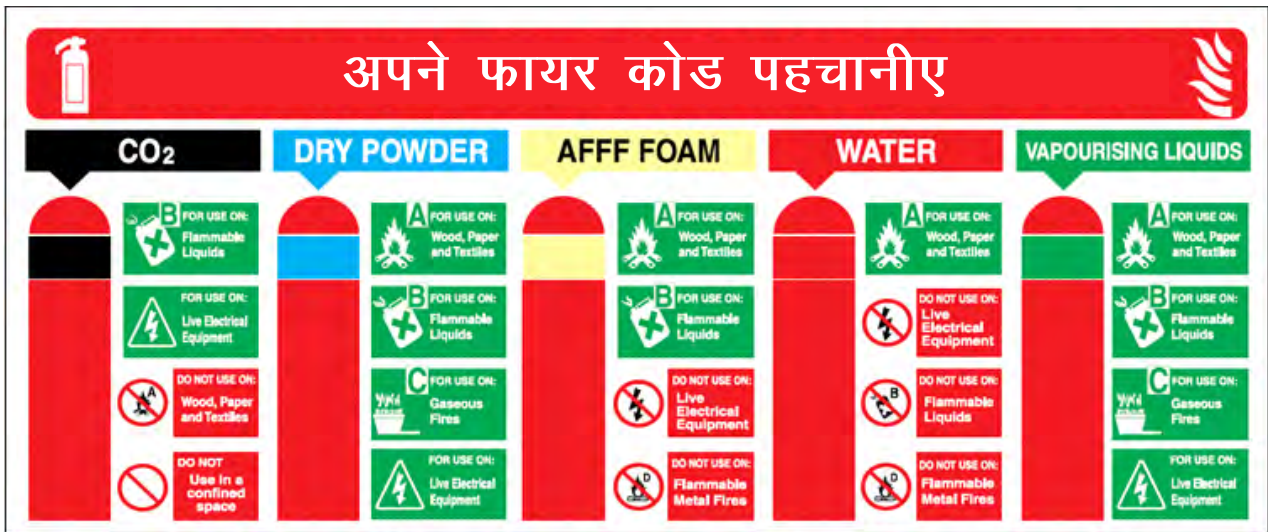 अपने फायर कोड पहचानीए
CO₂
B FOR USE ON:
Flammable
Liquids
FOR USE ON:
Live Electrical
Equipment
A
DO NOT USE ON:
Wood, Paper
and Textiles
DO NOT
Use in a
confined
space
DRY POWDER
A FOR USE ON:
Wood, Paper
and Textiles
B FOR USE ON:
Flammable
Liquids
C FOR USE ON:
Gaseous
Fires
FOR USE ON:
Live Electrical
Equipment
AFFF FOAM
A FOR USE ON:
Wood, Paper
and Textiles
B FOR USE ON:
Flammable
Liquids
DO NOT USE ON:
Live
Electrical
Equipment
D
DO NOT USE ON:
Flammable
Metal Fires
WATER
A FOR USE ON:
Wood, Paper
and Textiles
DO NOT USE ON:
Live
Electrical
Equipment
B
DO NOT USE ON:
Flammable
Liquids
D
DO NOT USE ON:
Flammable
Metal Fires
VAPOURISING LIQUIDS
A FOR USE ON:
Wood, Paper
and Textiles
B FOR USE ON:
Flammable
Liquids
C FOR USE ON:
Gaseous
Fires
FOR USE ON:
Live Electrical
Equipment